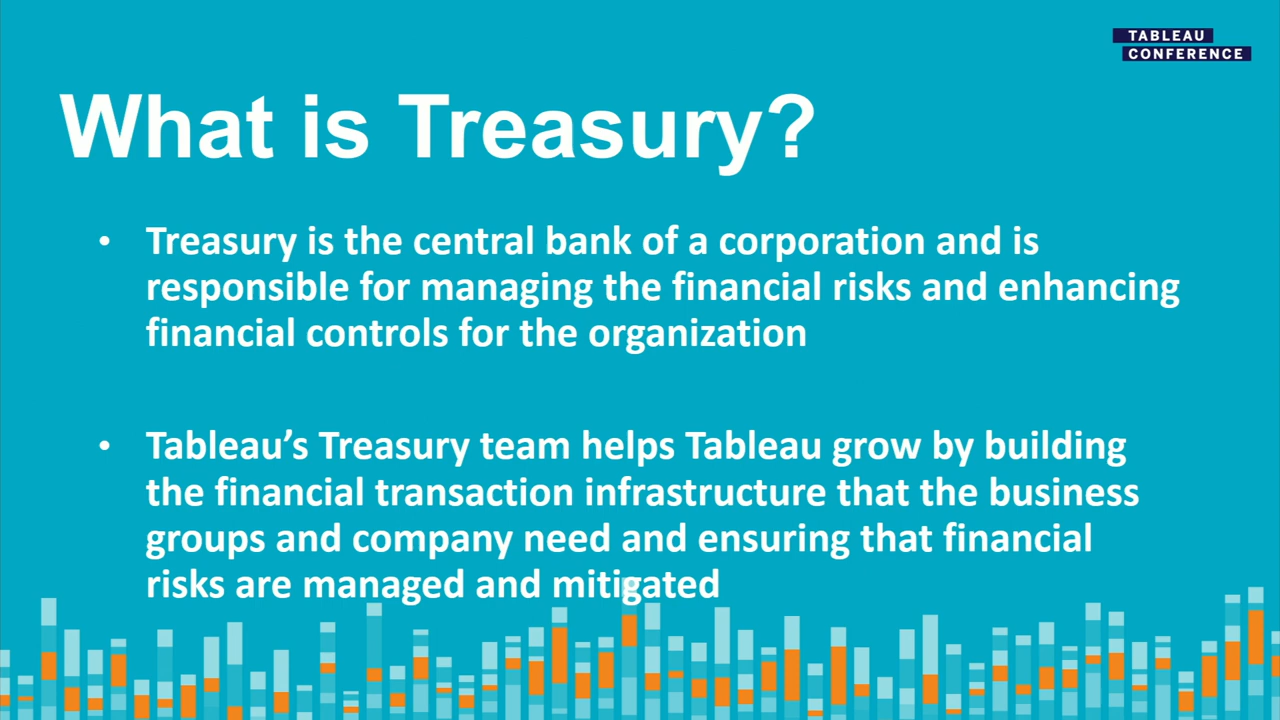 TABLEAU
CONFERENCE
What is Treasury?
• Treasury is the central bank of a corporation and is
responsible for managing the financial risks and enhancing
financial controls for the organization
• Tableau’s Treasury team helps Tableau grow by building
the financial transaction infrastructure that the business
groups and company need and ensuring that financial
risks are managed and mitigated